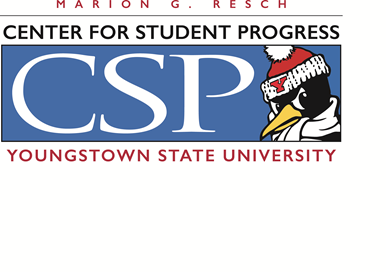 MARION G. RESCH
CENTER FOR STUDENT PROGRESS
CSP
Y
YOUNGSTOWN STATE UNIVERSITY